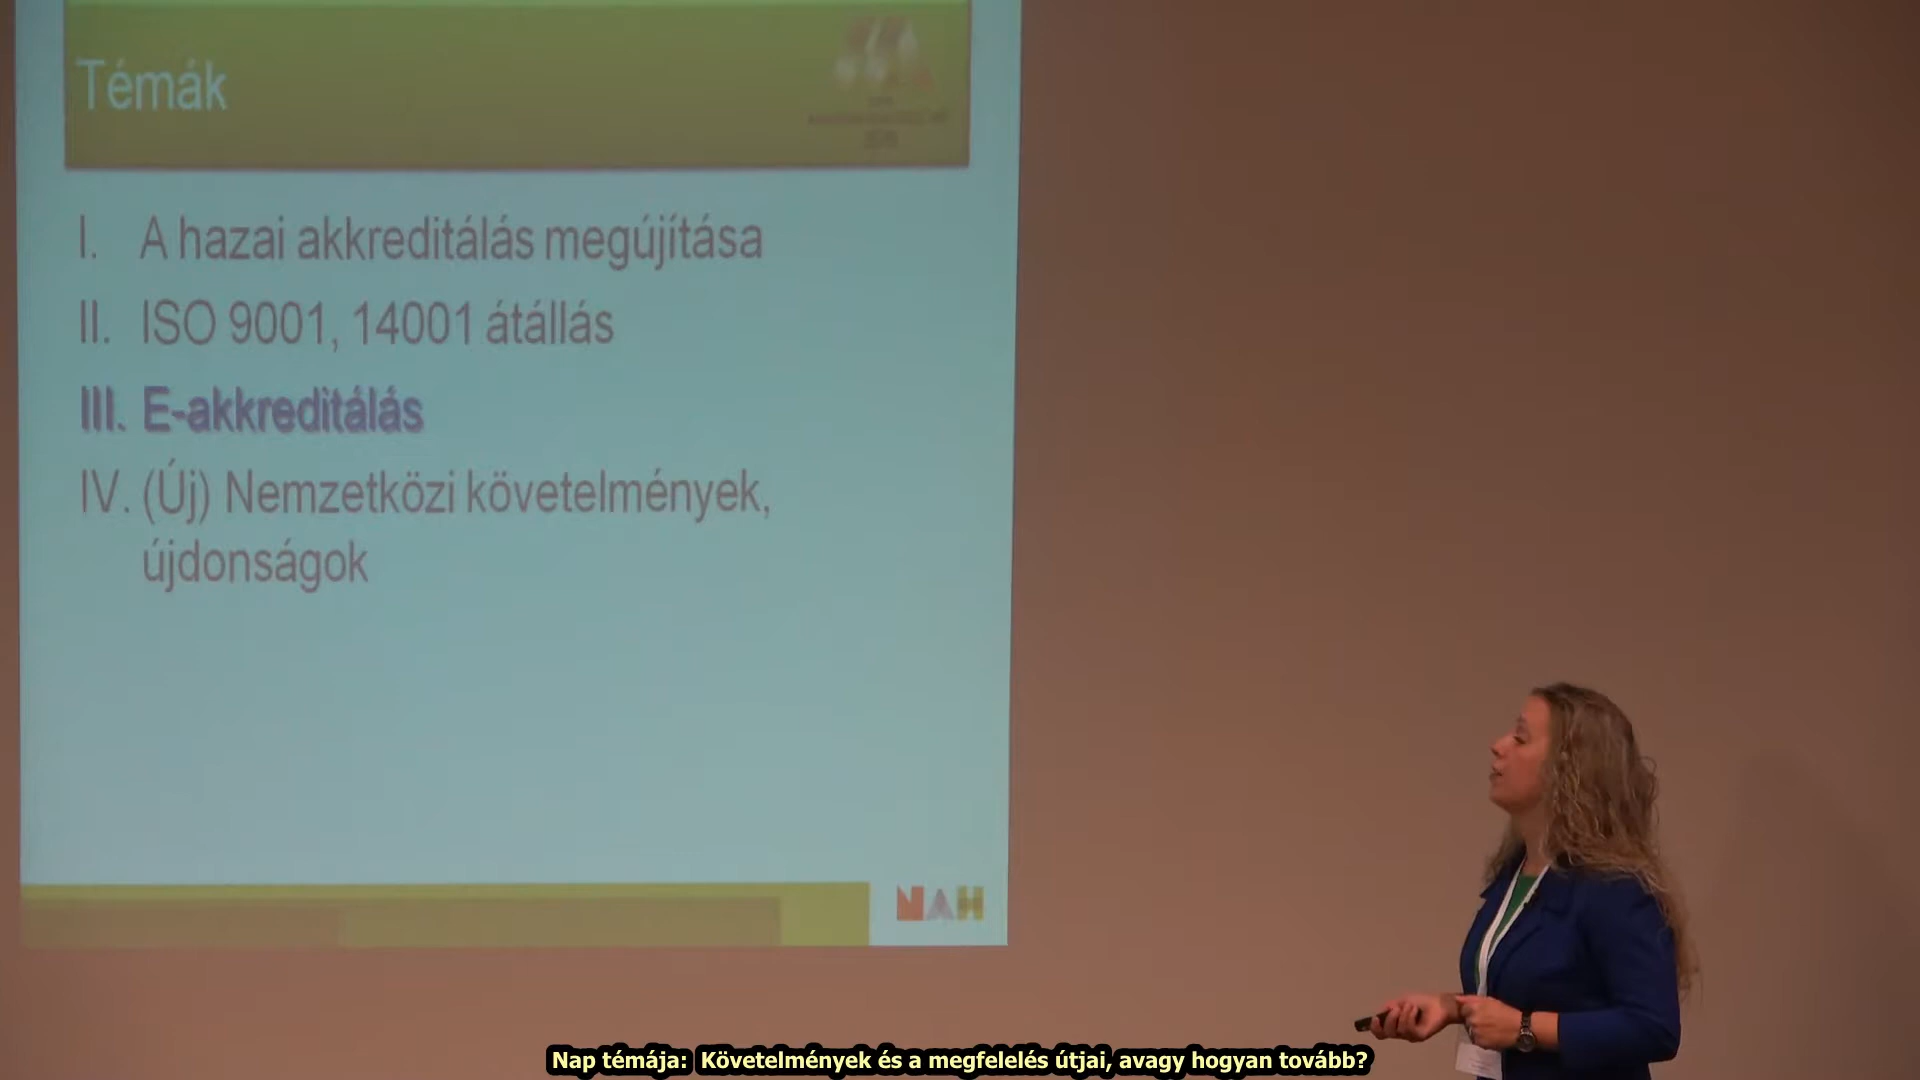 Témák
I. A hazai akkreditálás megújítása
II. ISO 9001, 14001 átállás
III. E-akkreditálás
IV. (Új) Nemzetközi követelmények,
újdonságok
NAH
Nap témája: Követelmények és a megfelelés útjai, avagy hogyan tovább?